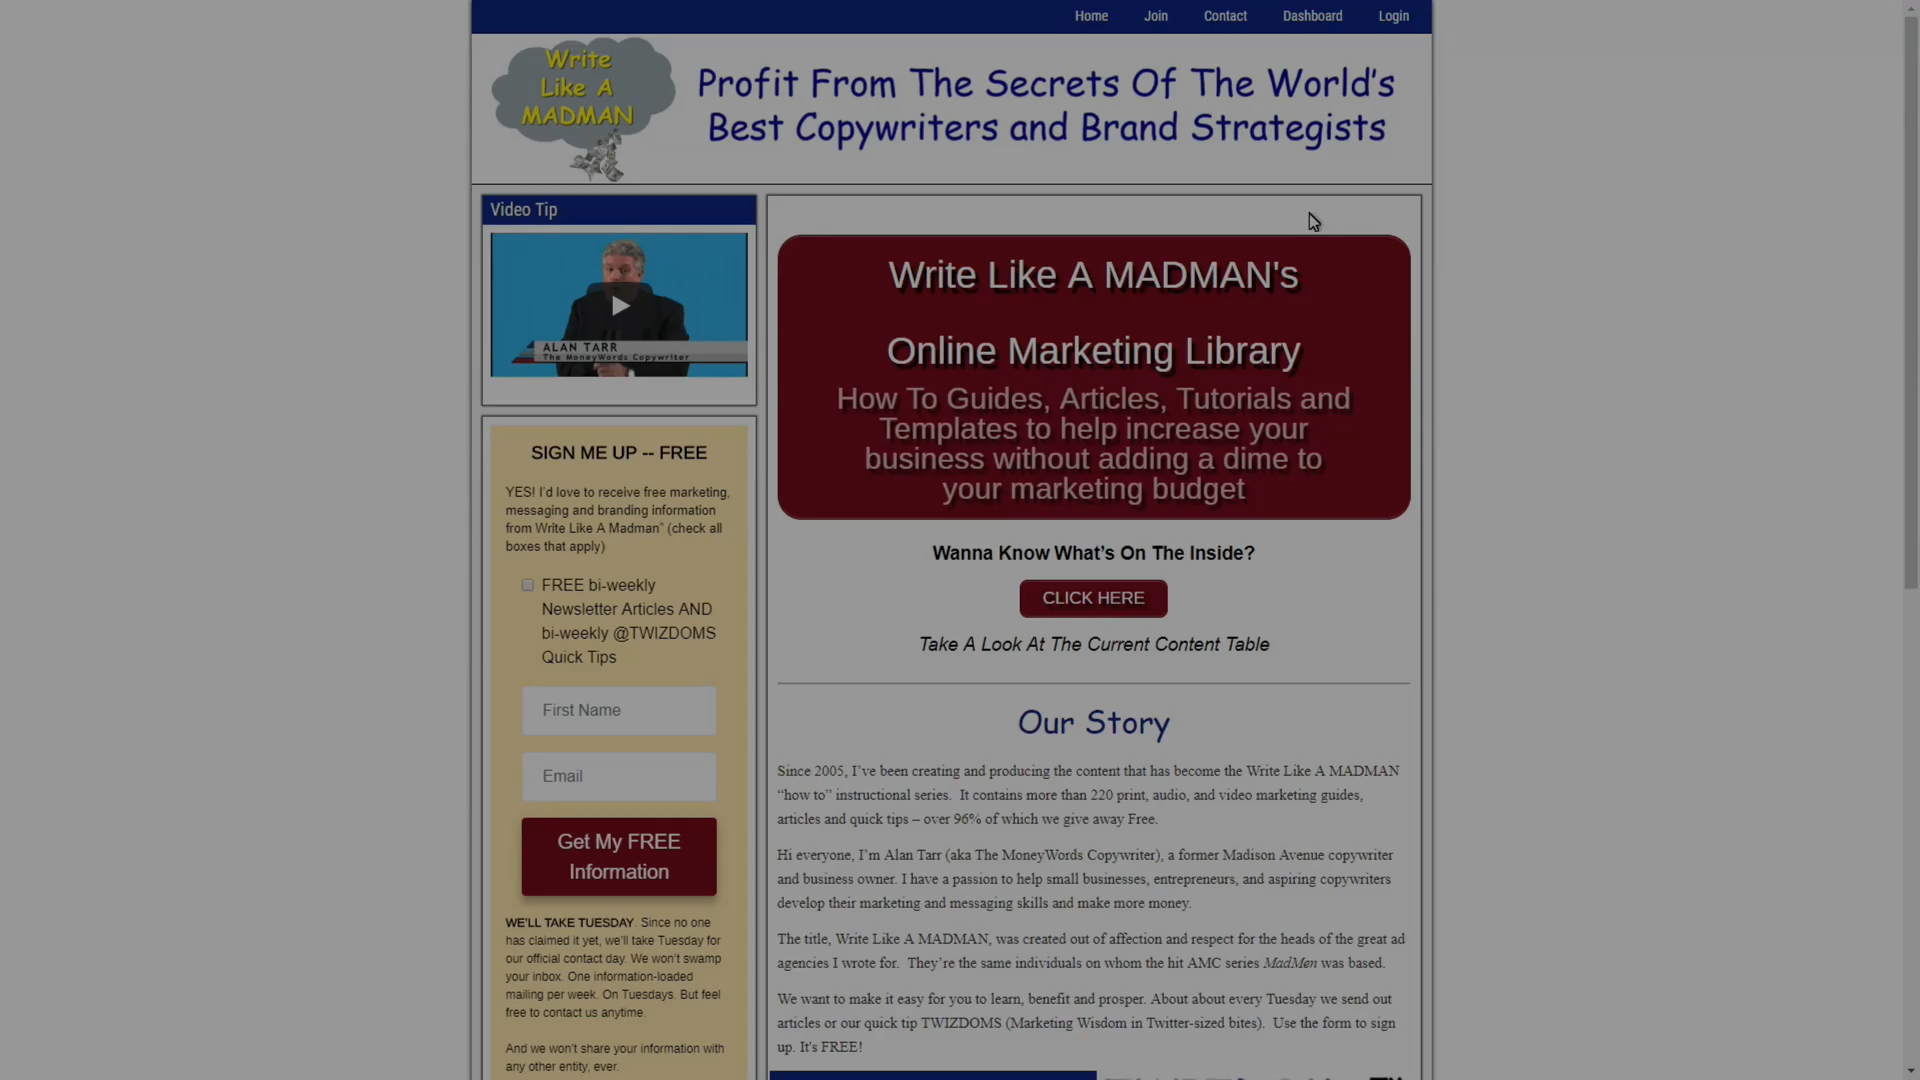 Home Join Contact Dashboard Login
Write
Like A
MADMAN
Profit From The Secrets Of The World's
Best Copywriters and Brand Strategists
Video Tip
ALAN TARR
The MoneyWords Copywriter
SIGN ME UP -- FREE
YES! I'd love to receive free marketing,
messaging and branding information
from Write Like A Madman" (check all
boxes that apply)
FREE bi-weekly
Newsletter Articles AND
bi-weekly @TWIZDOMS
Quick Tips
First Name
Email
Get My FREE
Information
WE'LL TAKE TUESDAY. Since no one
has claimed it yet, we'll take Tuesday for
our official contact day. We won't swamp
your inbox. One information-loaded
mailing per week. On Tuesdays. But feel
free to contact us anytime.
And we won't share your information with
any other entity, ever.
Write Like A MADMAN's
Online Marketing Library
How To Guides, Articles, Tutorials and
Templates to help increase your
business without adding a dime to
your marketing budget
Wanna Know What's On The Inside?
CLICK HERE
Take A Look At The Current Content Table
Our Story
Since 2005, I've been creating and producing the content that has become the Write Like A MADMAN
“how to” instructional series.  It contains more than 220 print, audio, and video marketing guides,
articles and quick tips – over 96% of which we give away Free.
Hi everyone, I'm Alan Tarr (aka The MoneyWords Copywriter), a former Madison Avenue copywriter
and business owner. I have a passion to help small businesses, entrepreneurs, and aspiring copywriters
develop their marketing and messaging skills and make more money.
The title, Write Like A MADMAN, was created out of affection and respect for the heads of the great ad
agencies I wrote for.  They're the same individuals on whom the hit AMC series MadMen was based.
We want to make it easy for you to learn, benefit and prosper. About about every Tuesday we send out
articles or our quick tip TWIZDOMS (Marketing Wisdom in Twitter-sized bites).  Use the form to sign
up. It's FREE!